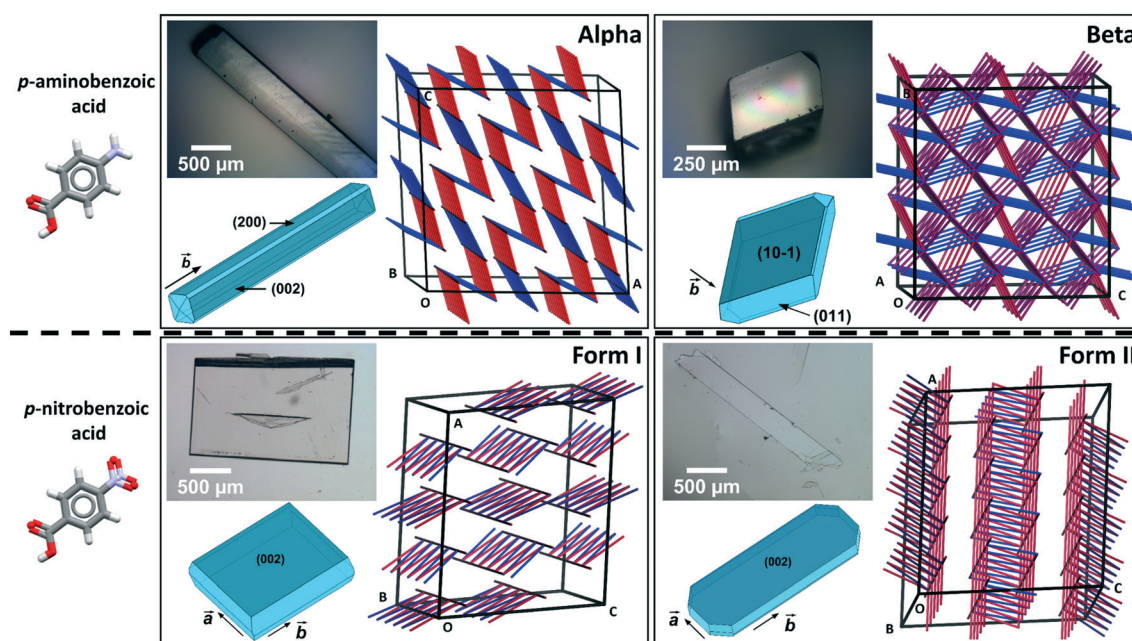 p-aminobenzoic
acid
Alpha
500 µm
(200)
b
(002)
C
B
O
A
Beta
250 µm
(10-1)
b
(011)
B
A
O
C
p-nitrobenzoic
acid
Form I
500 µm
(002)
a
b
A
B
O
C
Form II
500 µm
(002)
a
b
A
O
B
C